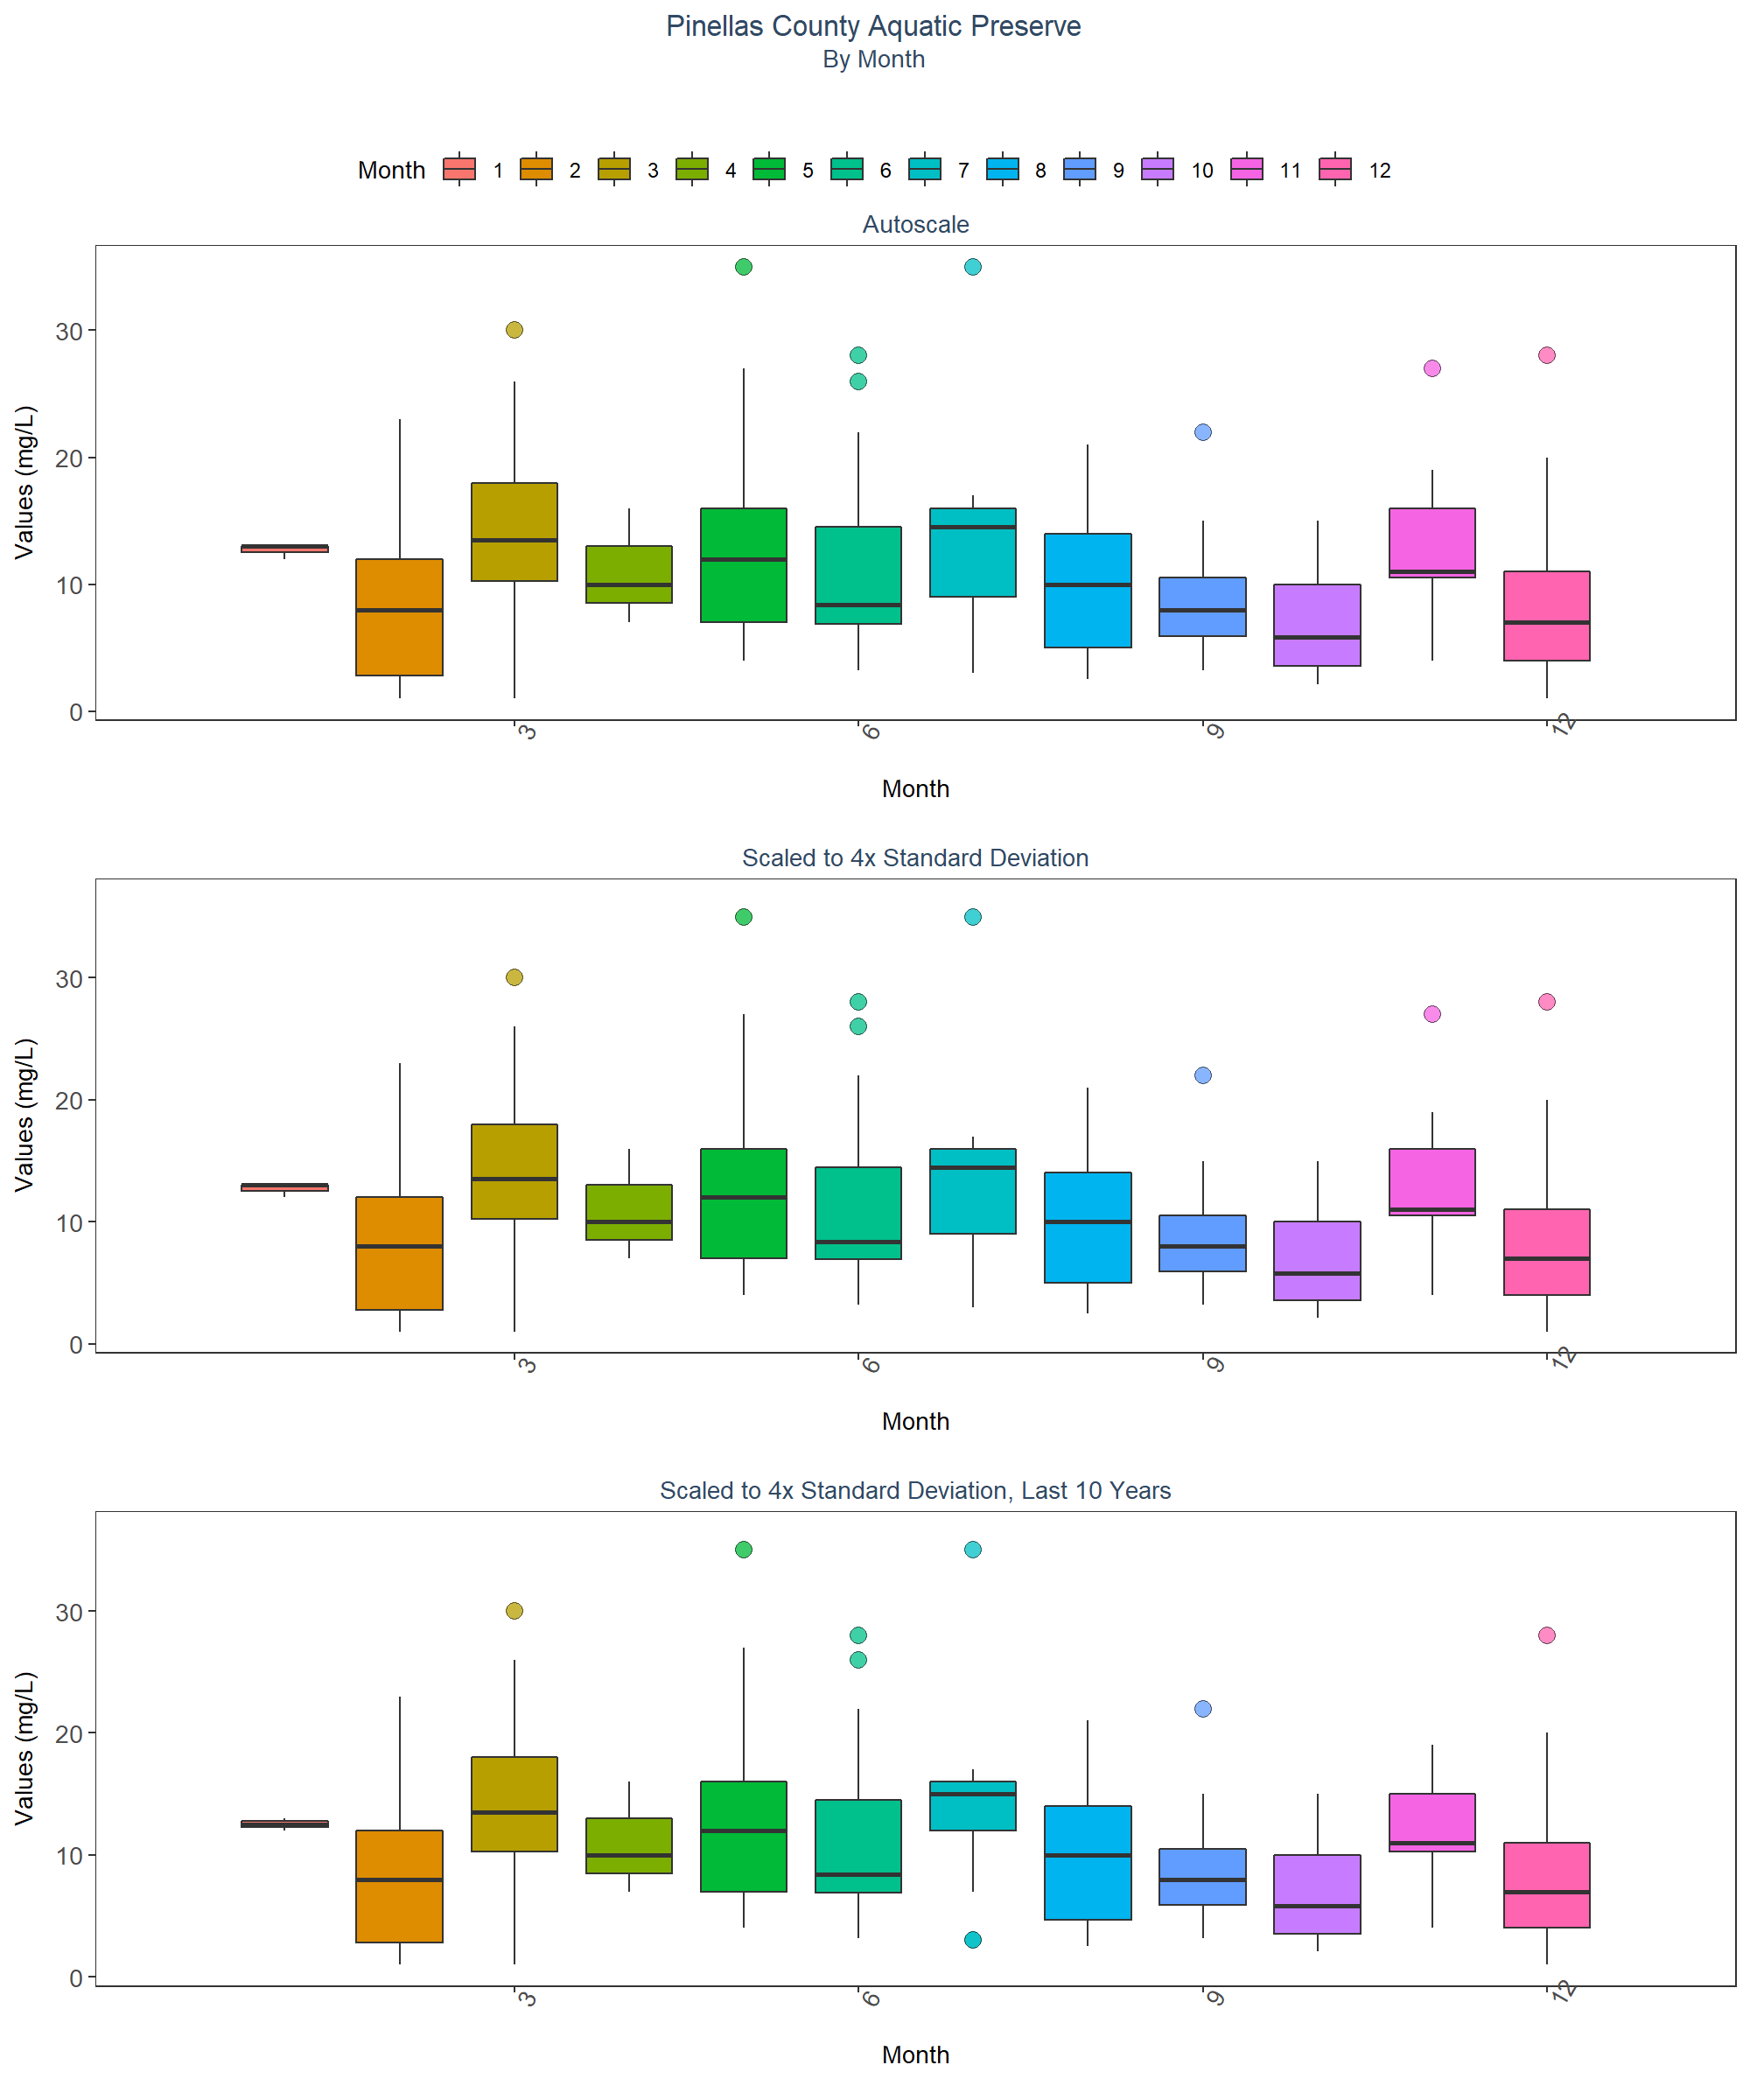 Pinellas County Aquatic Preserve
By Month
Month 1 2 3 4 5 6 7 8 9 10 11 12
Autoscale
Values (mg/L)
30
20
10
0
3 6 9 12
Month
Scaled to 4x Standard Deviation
Values (mg/L)
30
20
10
0
3 6 9 12
Month
Scaled to 4x Standard Deviation, Last 10 Years
Values (mg/L)
30
20
10
0
3 6 9 12
Month